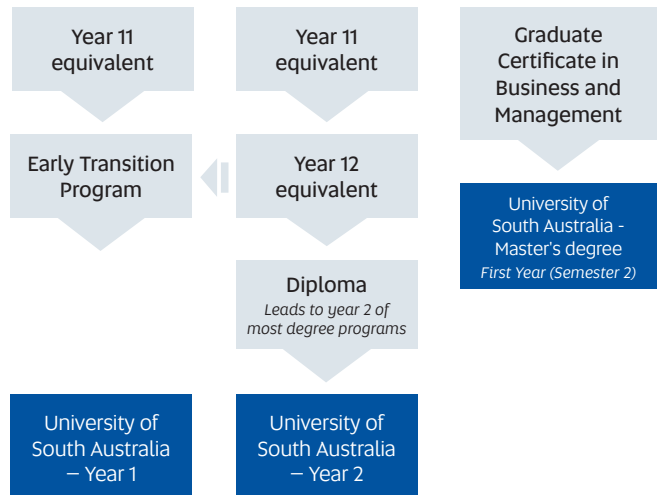 Year 11
equivalent
Early Transition
Program
University of
South Australia
– Year 1
Year 11
equivalent
Year 12
equivalent
Diploma
Leads to year 2 of
most degree programs
University of
South Australia
– Year 2
Graduate
Certificate in
Business and
Management
University of
South Australia -
Master's degree
First Year (Semester 2)